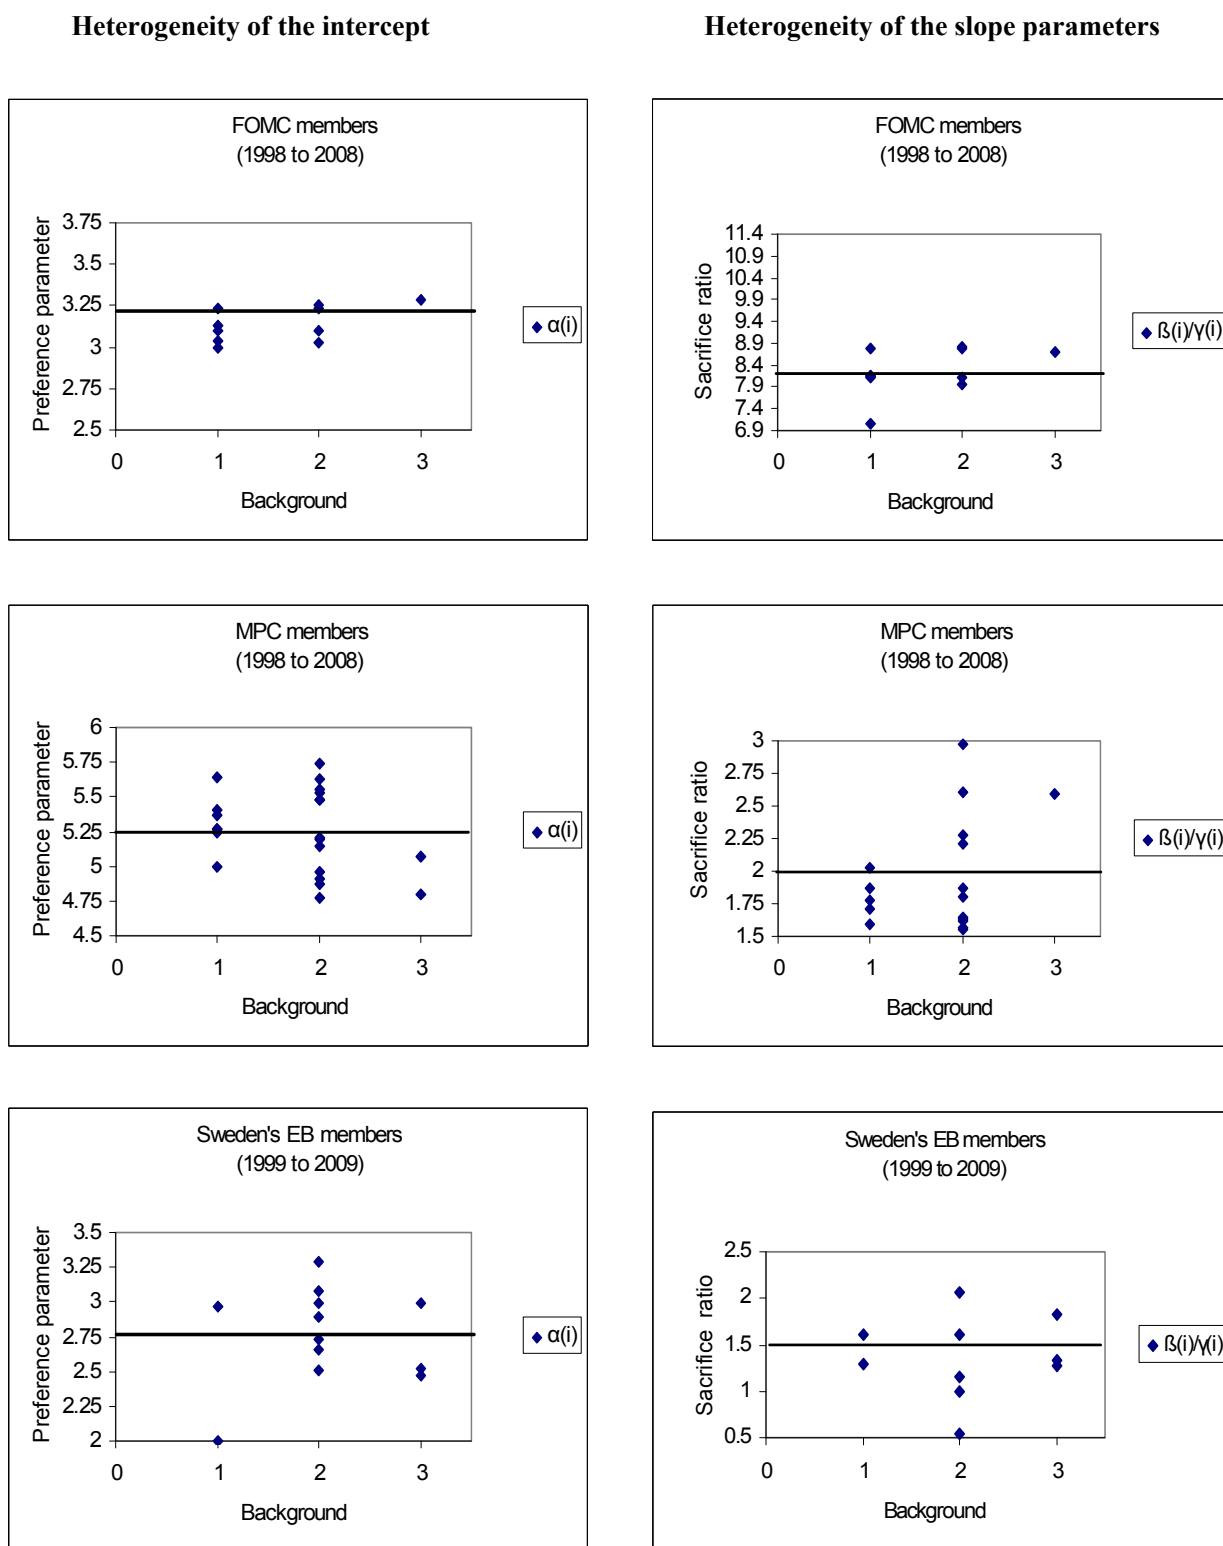 Heterogeneity of the intercept
Heterogeneity of the slope parameters
FOMC members
(1998 to 2008)
Preference parameter
3.75
3.5
3.25
3
2.75
2.5
0 1 2 3
Background
α(i)
FOMC members
(1998 to 2008)
Sacrifice ratio
11.4
10.9
10.4
9.9
9.4
8.9
8.4
7.9
7.4
6.9
0 1 2 3
Background
ß(i)/γ(i)
MPC members
(1998 to 2008)
Preference parameter
6
5.75
5.5
5.25
5
4.75
4.5
0 1 2 3
Background
α(i)
MPC members
(1998 to 2008)
Sacrifice ratio
3
2.75
2.5
2.25
2
1.75
1.5
0 1 2 3
Background
ß(i)/γ(i)
Sweden's EB members
(1999 to 2009)
Preference parameter
3.5
3.25
3
2.75
2.5
2.25
2
0 1 2 3
Background
α(i)
Sweden's EB members
(1999 to 2009)
Sacrifice ratio
2.5
2
1.5
1
0.5
0 1 2 3
Background
ß(i)/γ(i)